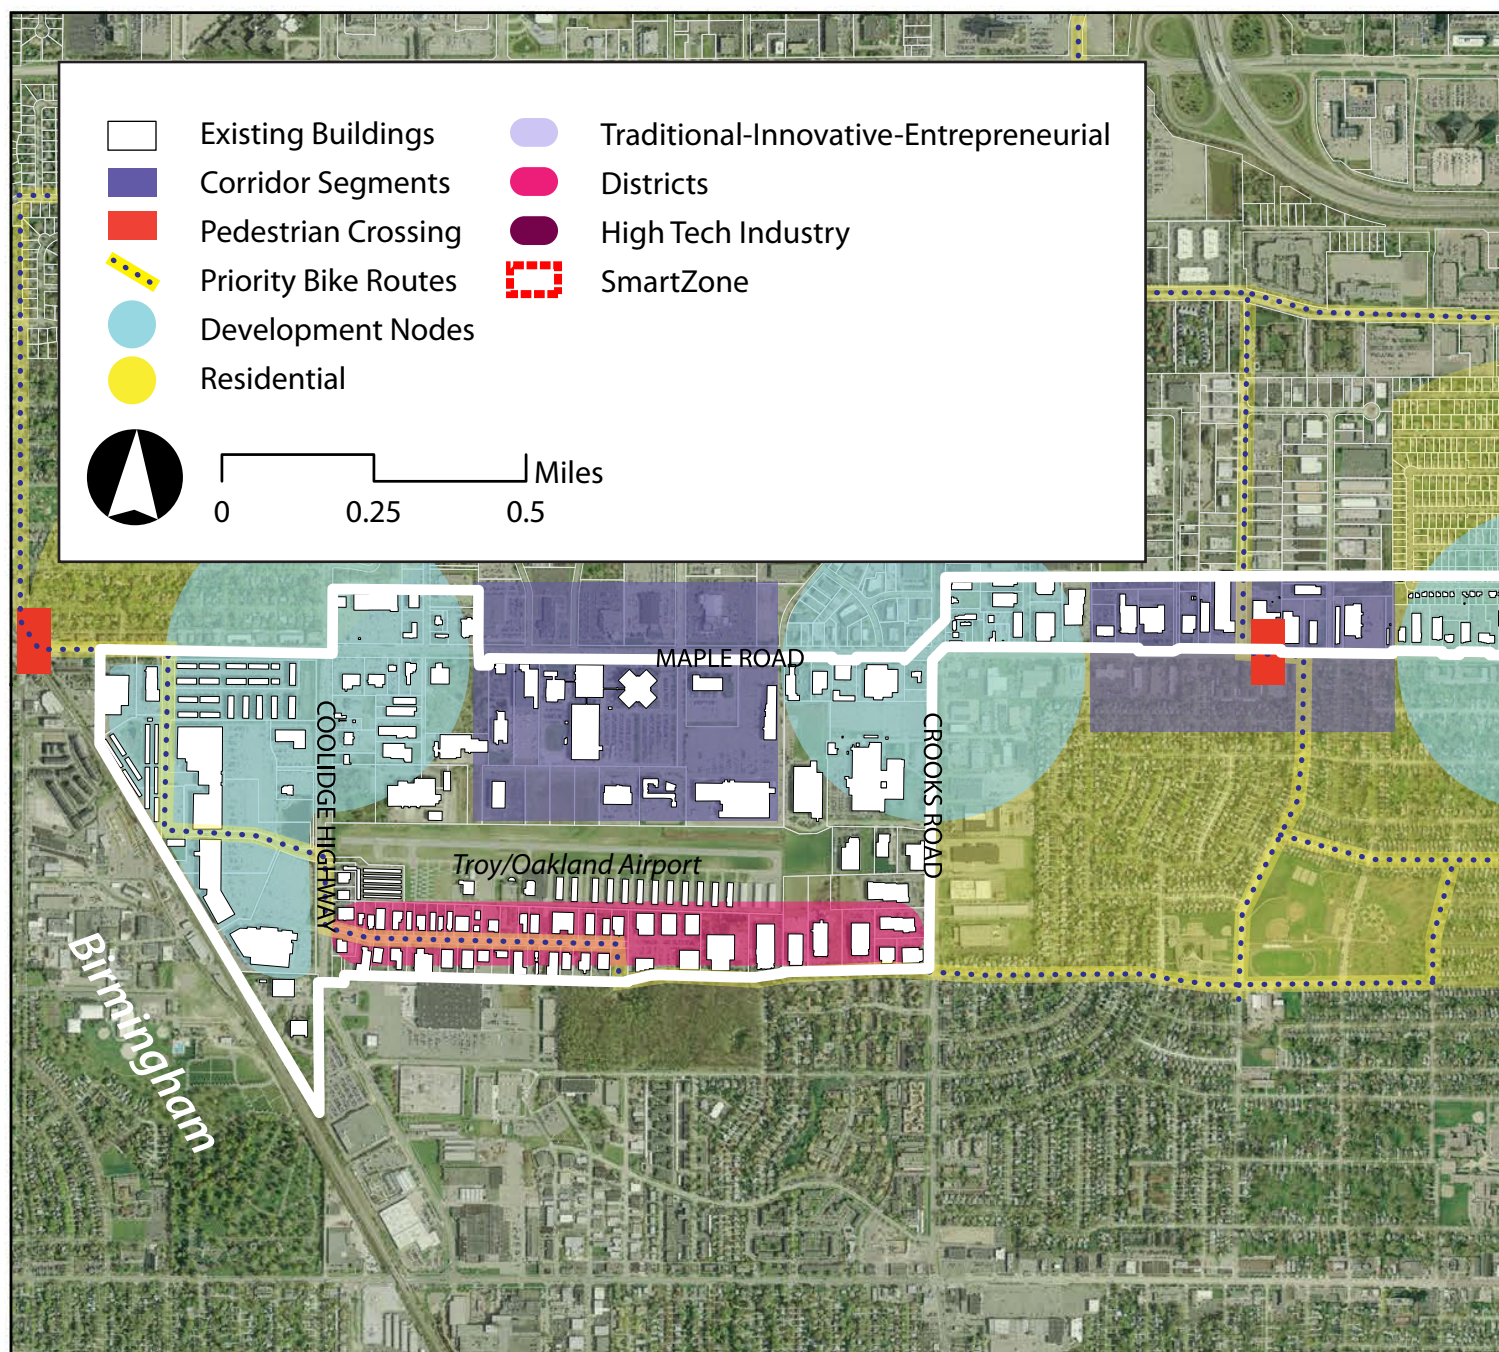 Existing Buildings
Corridor Segments
Pedestrian Crossing
Priority Bike Routes
Development Nodes
Residential
Traditional-Innovative-Entrepreneurial
Districts
High Tech Industry
SmartZone
Miles
0 0.25 0.5
MAPLE ROAD
COOLIDGE HIGHWAY
CROOKS ROAD
Troy/Oakland Airport
Birmingham